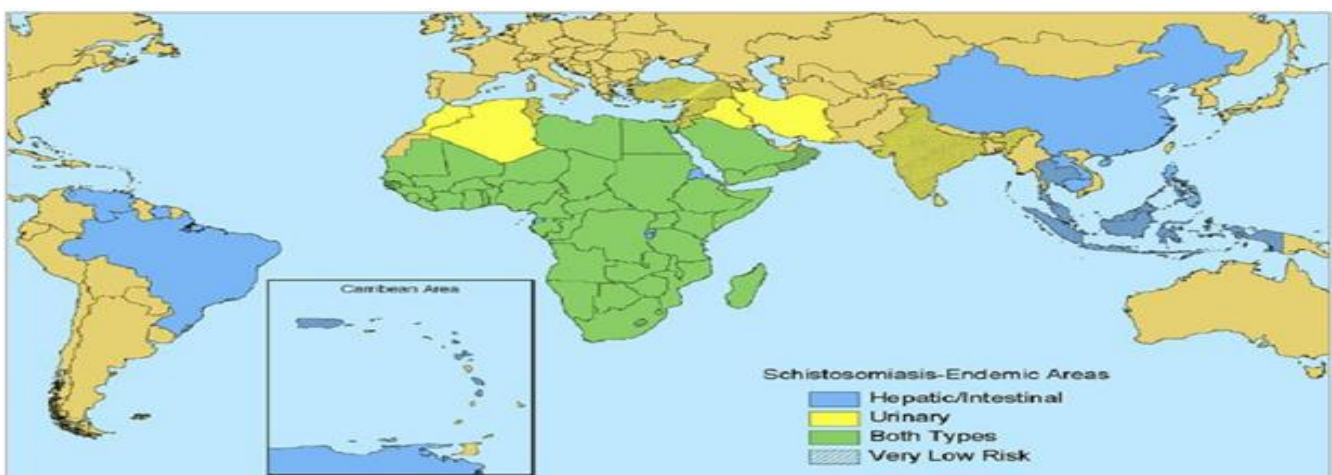 Carribean Area
Schistosomiasis-Endemic Areas
Hepatic/Intestinal
Urinary
Both Types
Very Low Risk